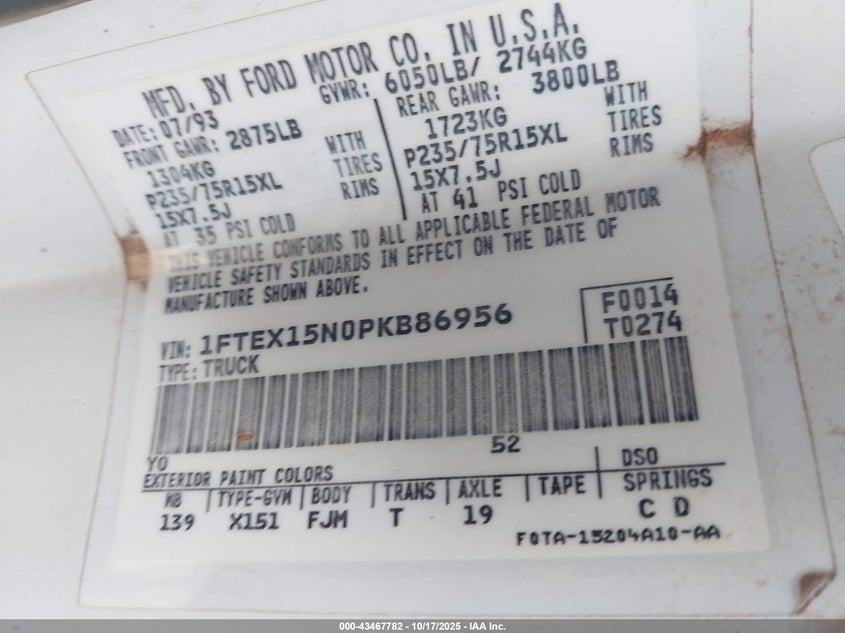 MFD. BY FORD MOTOR CO. IN U.S.A.
DATE: 07/93 GVWR: 6050LB/ 2744KG
FRONT GAWR: 2875LB REAR GAWR: 3800LB
1304KG WITH 1723KG WITH
P235/75R15XL TIRES P235/75R15XL TIRES
15X7.5J RIMS 15X7.5J RIMS
AT 35 PSI COLD AT 41 PSI COLD
THIS VEHICLE CONFORMS TO ALL APPLICABLE FEDERAL MOTOR
VEHICLE SAFETY STANDARDS IN EFFECT ON THE DATE OF
MANUFACTURE SHOWN ABOVE.
VIN: 1FTEX15N0PKB86956 F0014
TYPE: TRUCK T0274
YO 52
EXTERIOR PAINT COLORS DSO
WB TYPE-GVW BODY TRANS AXLE TAPE SPRINGS
139 X151 FJM T 19 C D
F0TA-15204A10-AA
000-43467782 - 10/17/2025 - IAA Inc.